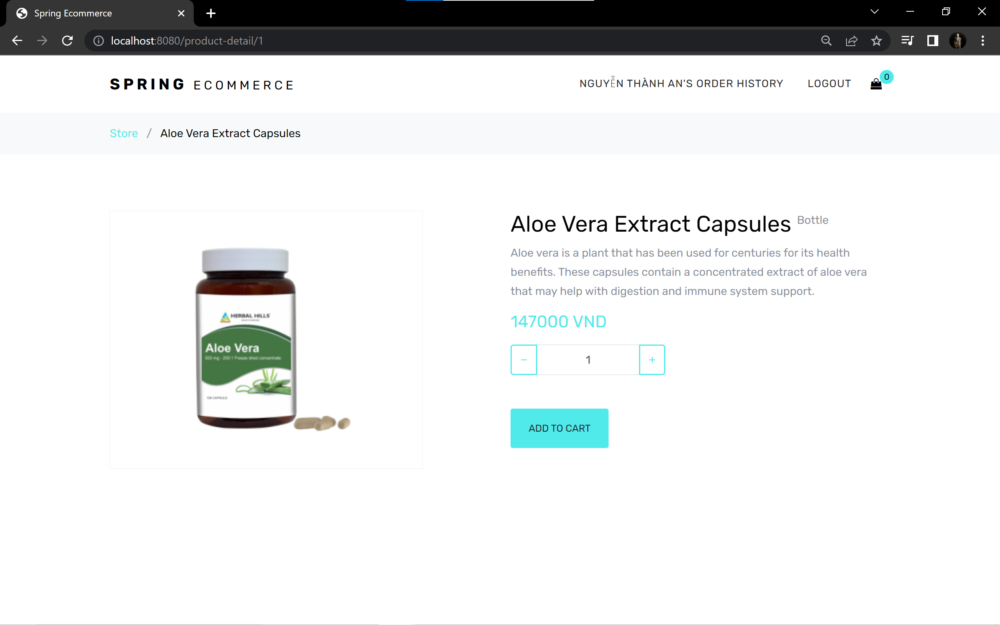 Spring Ecommerce
localhost:8080/product-detail/1
SPRING ECOMMERCE
NGUYỄN THÀNH AN'S ORDER HISTORY
LOGOUT
0
Store / Aloe Vera Extract Capsules
HERBAL HILLS
Aloe Vera
500 mg - 200:1 Freeze dried concentrate
120 CAPSULE
Aloe Vera Extract Capsules Bottle
Aloe vera is a plant that has been used for centuries for its health
benefits. These capsules contain a concentrated extract of aloe vera
that may help with digestion and immune system support.
147000 VND
− 1 +
ADD TO CART